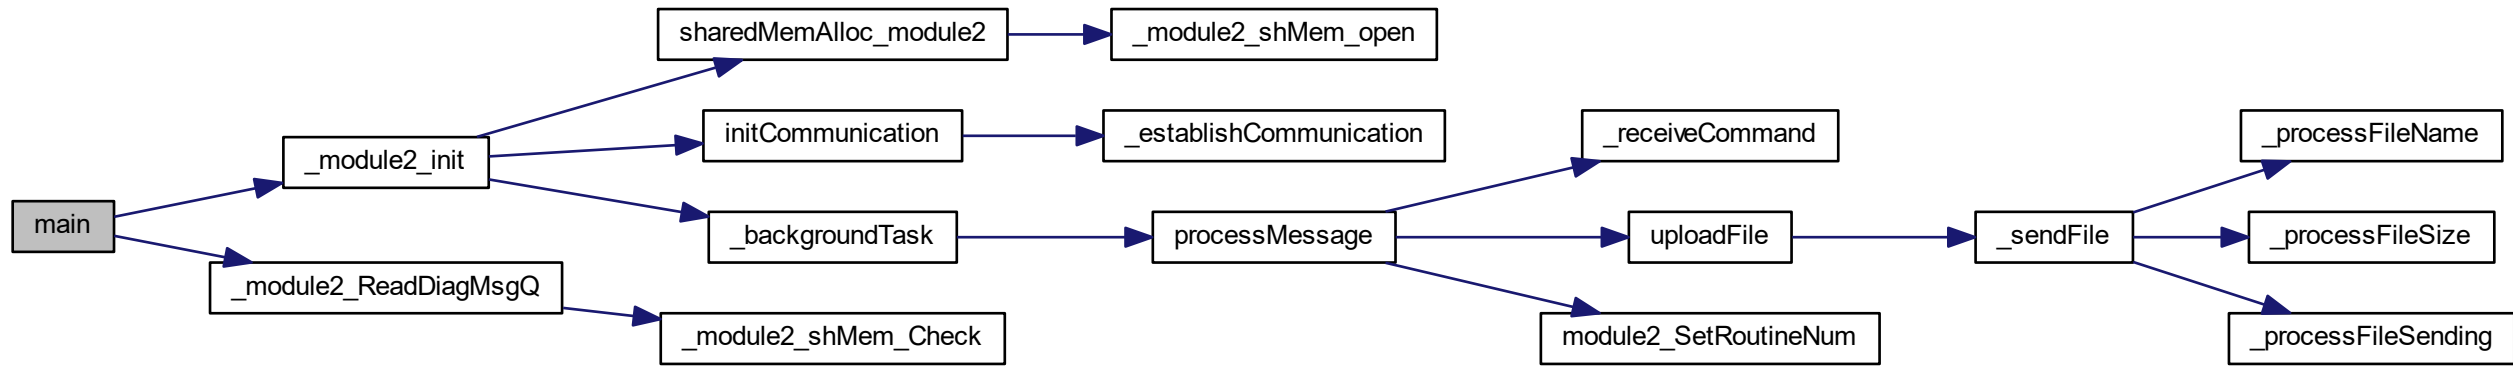 main
_module2_init
_module2_ReadDiagMsgQ
sharedMemAlloc_module2
initCommunication
_backgroundTask
_module2_shMem_Check
_module2_shMem_open
_establishCommunication
processMessage
_receiveCommand
uploadFile
module2_SetRoutineNum
_sendFile
_processFileName
_processFileSize
_processFileSending